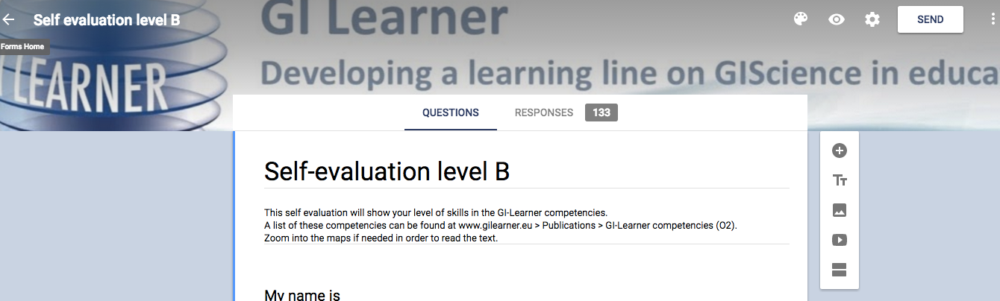 Self evaluation level B
SEND
Forms Home
GI Learner
Developing a learning line on GIScience in educa
LEARNER
QUESTIONS
RESPONSES 133
Self-evaluation level B
This self evaluation will show your level of skills in the GI-Learner competencies.
A list of these competencies can be found at www.gilearner.eu > Publications > GI-Learner competencies (O2).
Zoom into the maps if needed in order to read the text.
My name is
Tт